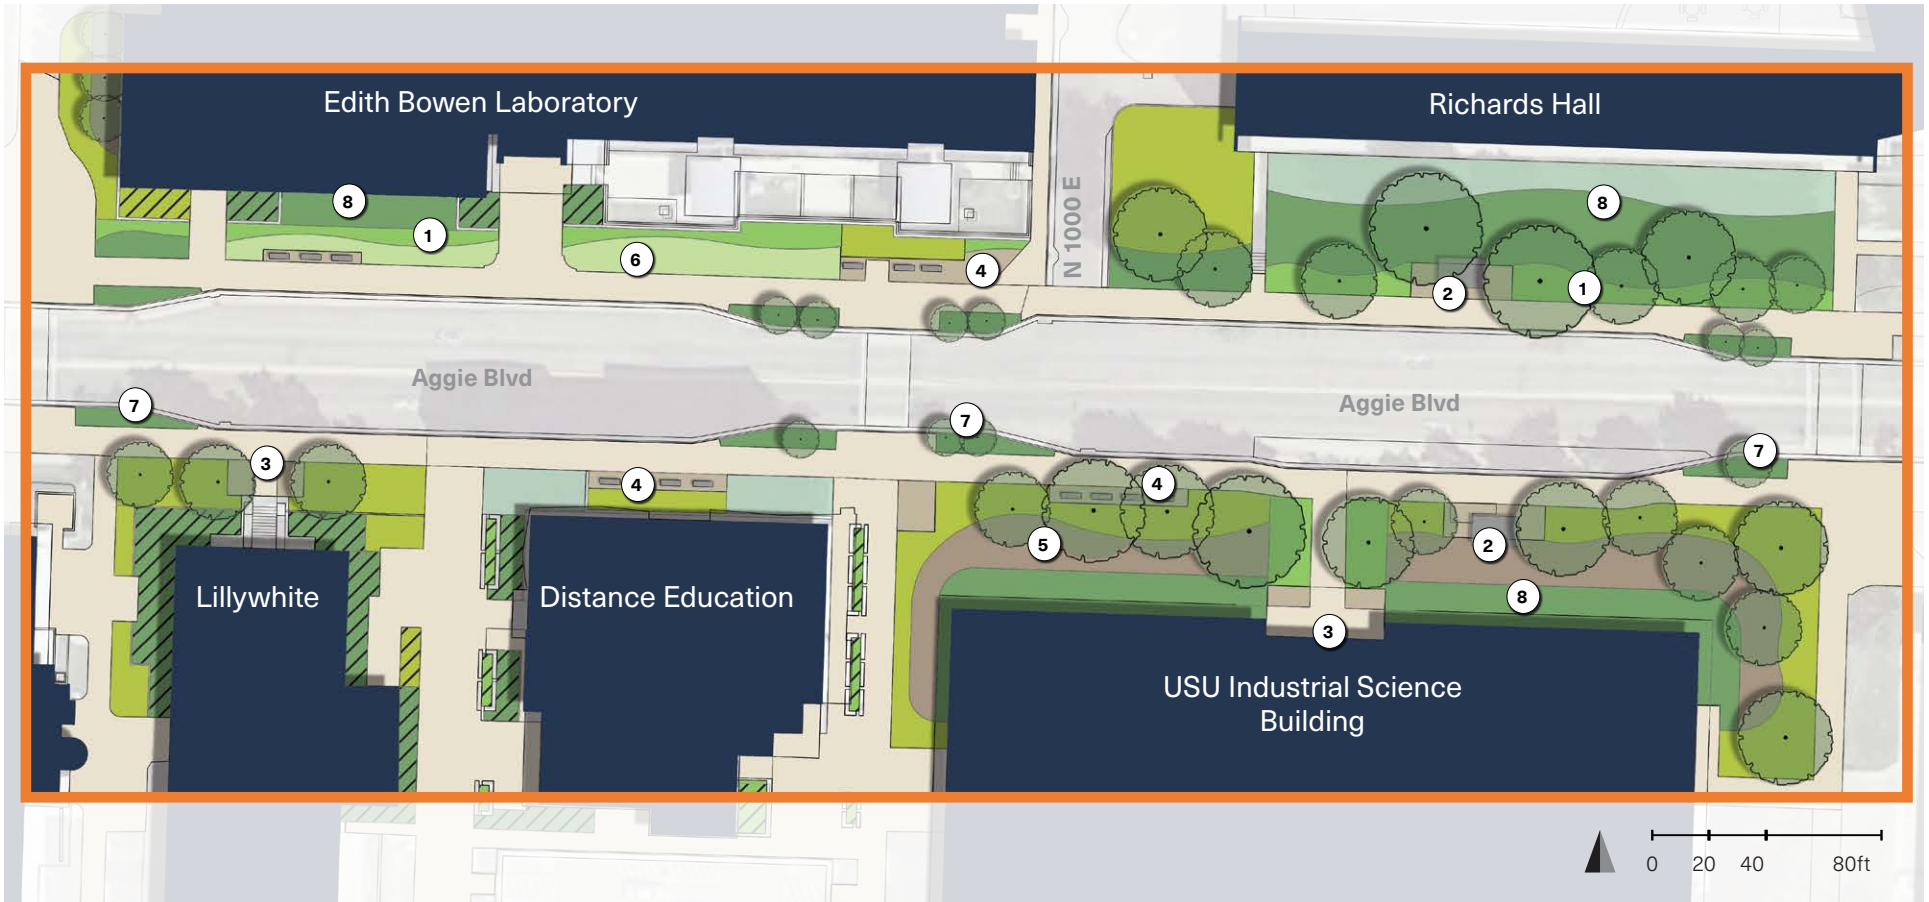 Edith Bowen Laboratory
Richards Hall
8
8
1
N 1000 E
6
4
1
2
Aggie Blvd
Aggie Blvd
7
7
7
3
4
4
5
2
Lillywhite
Distance Education
8
3
USU Industrial Science
Building
0 20 40 80ft